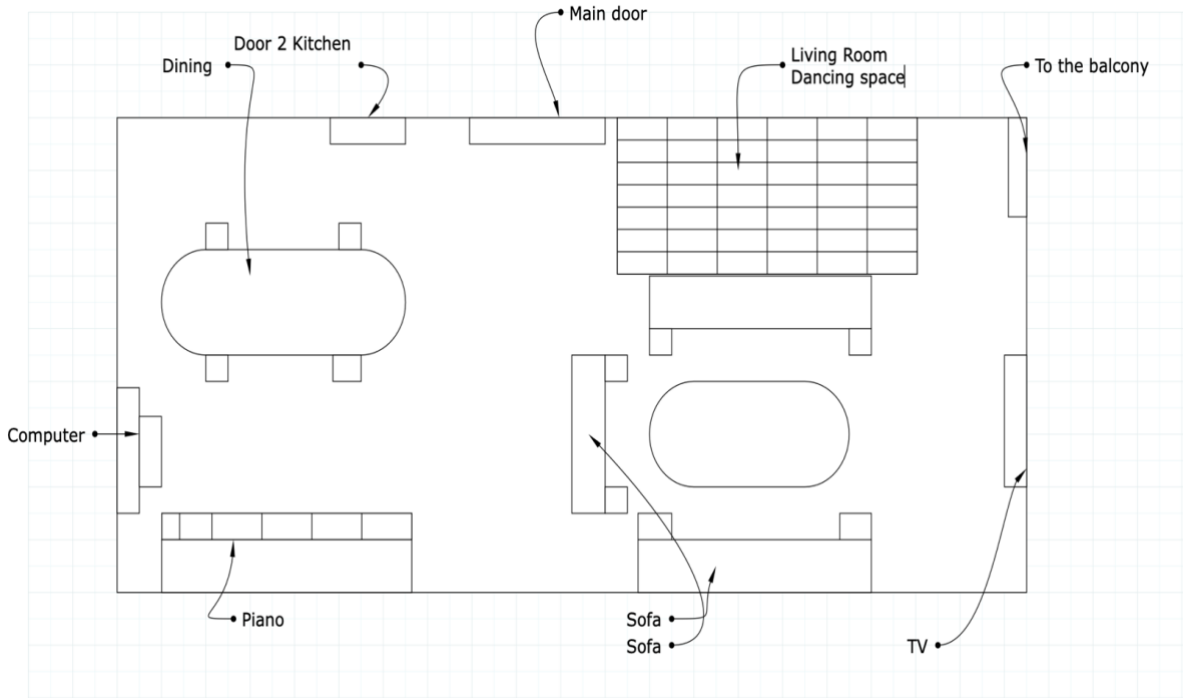 Main door
Door 2 Kitchen
Dining
Living Room
Dancing space
To the balcony
Computer
Piano
Sofa
Sofa
TV